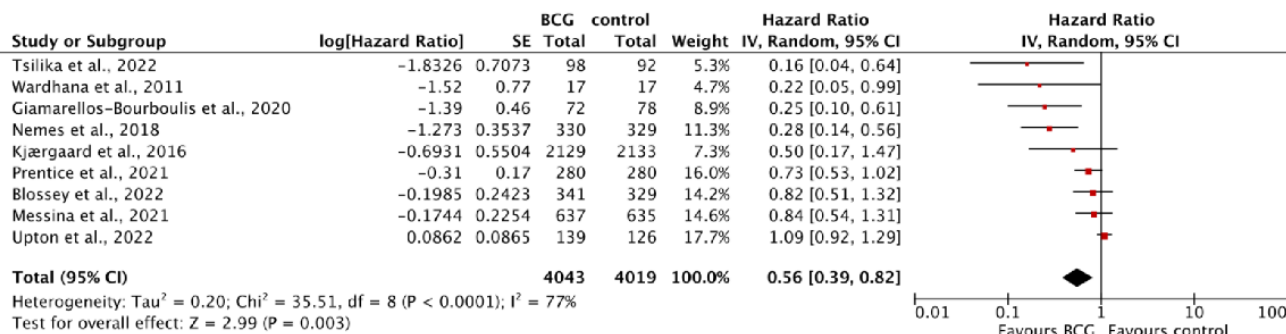 BCG control Hazard Ratio Hazard Ratio
Study or Subgroup log[Hazard Ratio] SE Total Total Weight IV, Random, 95% CI IV, Random, 95% CI
Tsilika et al., 2022 -1.8326 0.7073 98 92 5.3% 0.16 [0.04, 0.64]
Wardhana et al., 2011 -1.52 0.77 17 17 4.7% 0.22 [0.05, 0.99]
Giamarellos-Bourboulis et al., 2020 -1.39 0.46 72 78 8.9% 0.25 [0.10, 0.61]
Nemes et al., 2018 -1.273 0.3537 330 329 11.3% 0.28 [0.14, 0.56]
Kjærgaard et al., 2016 -0.6931 0.5504 2129 2133 7.3% 0.50 [0.17, 1.47]
Prentice et al., 2021 -0.31 0.17 280 280 16.0% 0.73 [0.53, 1.02]
Blossey et al., 2022 -0.1985 0.2423 341 329 14.2% 0.82 [0.51, 1.32]
Messina et al., 2021 -0.1744 0.2254 637 635 14.6% 0.84 [0.54, 1.31]
Upton et al., 2022 0.0862 0.0865 139 126 17.7% 1.09 [0.92, 1.29]
Total (95% CI) 4043 4019 100.0% 0.56 [0.39, 0.82]
Heterogeneity: Tau² = 0.20; Chi² = 35.51, df = 8 (P < 0.0001); I² = 77%
Test for overall effect: Z = 2.99 (P = 0.003)
0.01 0.1 1 10 100
Favours BCG Favours control